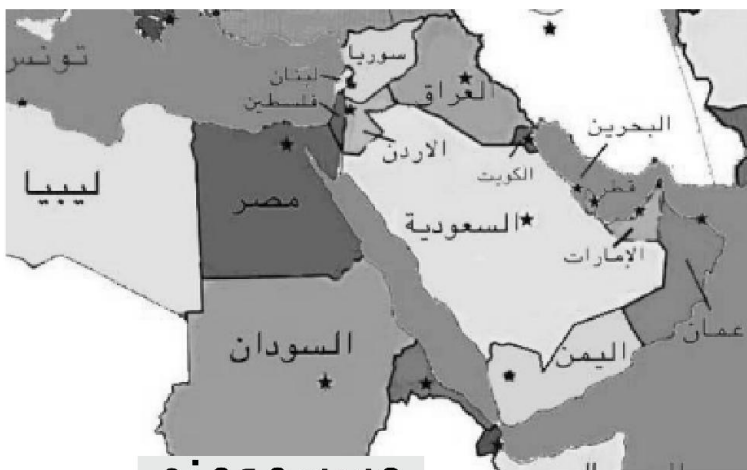 سوريا
تونس
لبنان
العراق
فلسطين
البحرين
الاردن
الكويت
قطر
ليبيا
مصر
السعودية
الإمارات
عمان
السودان
اليمن